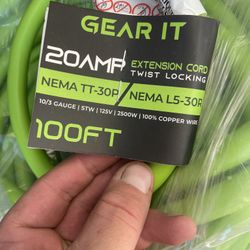 GEAR IT
20AMP EXTENSION CORD
TWIST LOCKING
NEMA TT-30P / NEMA L5-30R
10/3 GAUGE | STW | 125V | 2500W | 100% COPPER WIRE
100FT